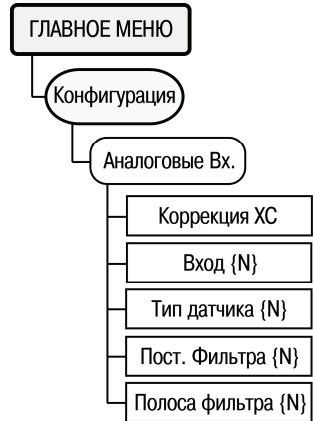 ГЛАВНОЕ МЕНЮ
Конфигурация
Аналоговые Вх.
Коррекция ХС
Вход {N}
Тип датчика {N}
Пост. Фильтра {N}
Полоса фильтра {N}